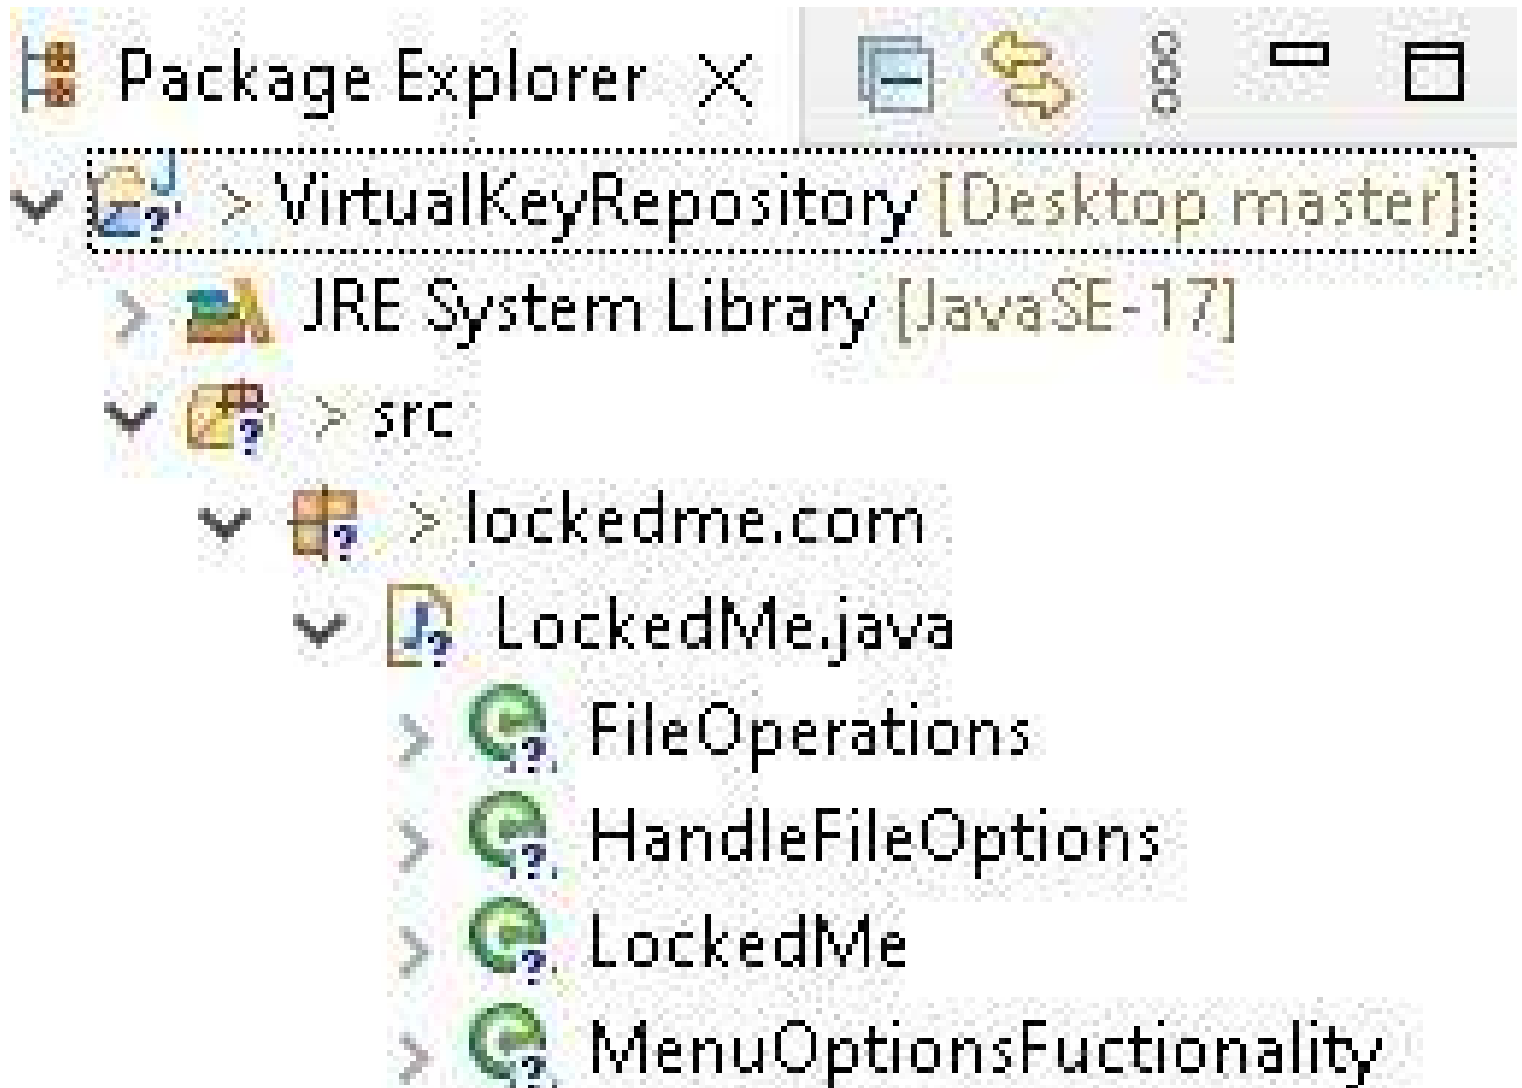 Package Explorer
> VirtualKeyRepository [Desktop master]
JRE System Library [JavaSE-17]
> src
> lockedme.com
LockedMe.java
FileOperations
HandleFileOptions
LockedMe
MenuOptionsFuctionality